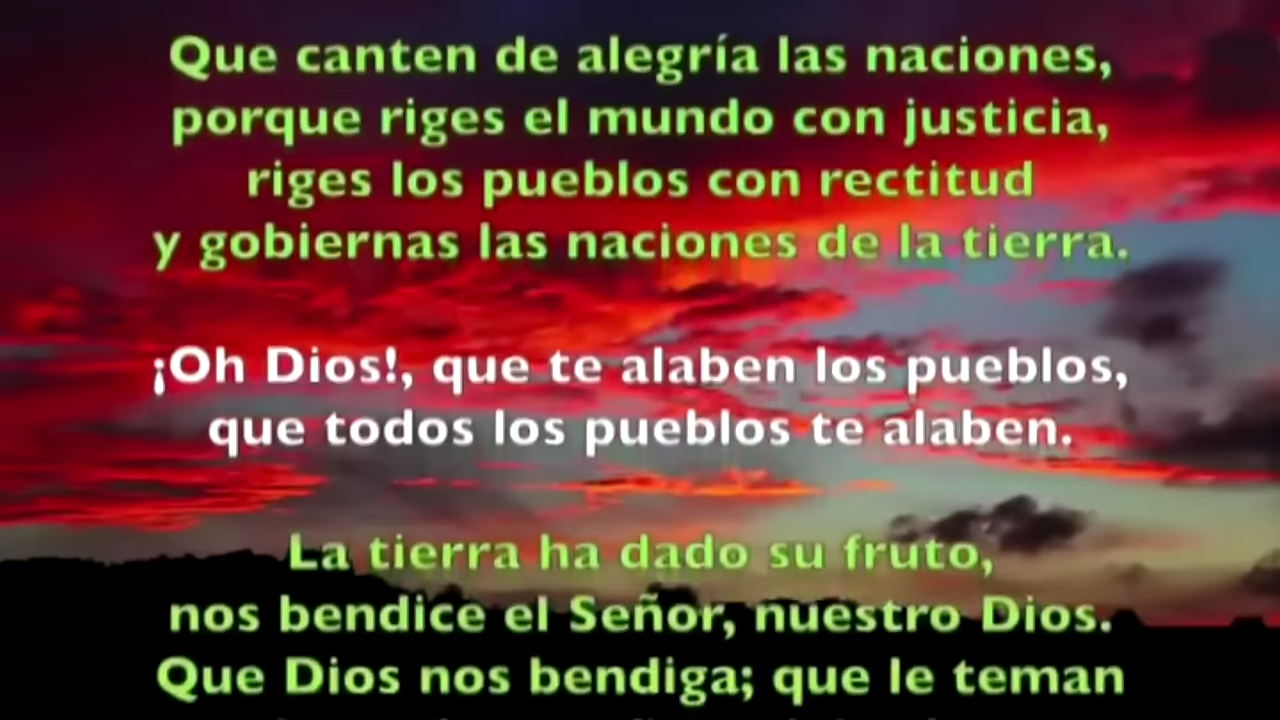 Que canten de alegría las naciones,
porque riges el mundo con justicia,
riges los pueblos con rectitud
y gobiernas las naciones de la tierra.
¡Oh Dios!, que te alaben los pueblos,
que todos los pueblos te alaben.
La tierra ha dado su fruto,
nos bendice el Señor, nuestro Dios.
Que Dios nos bendiga; que le teman